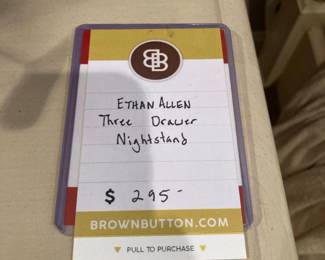 BB
ETHAN ALLEN
Three Drawer
Nightstand
$ 295-
BROWNBUTTON.COM
PULL TO PURCHASE